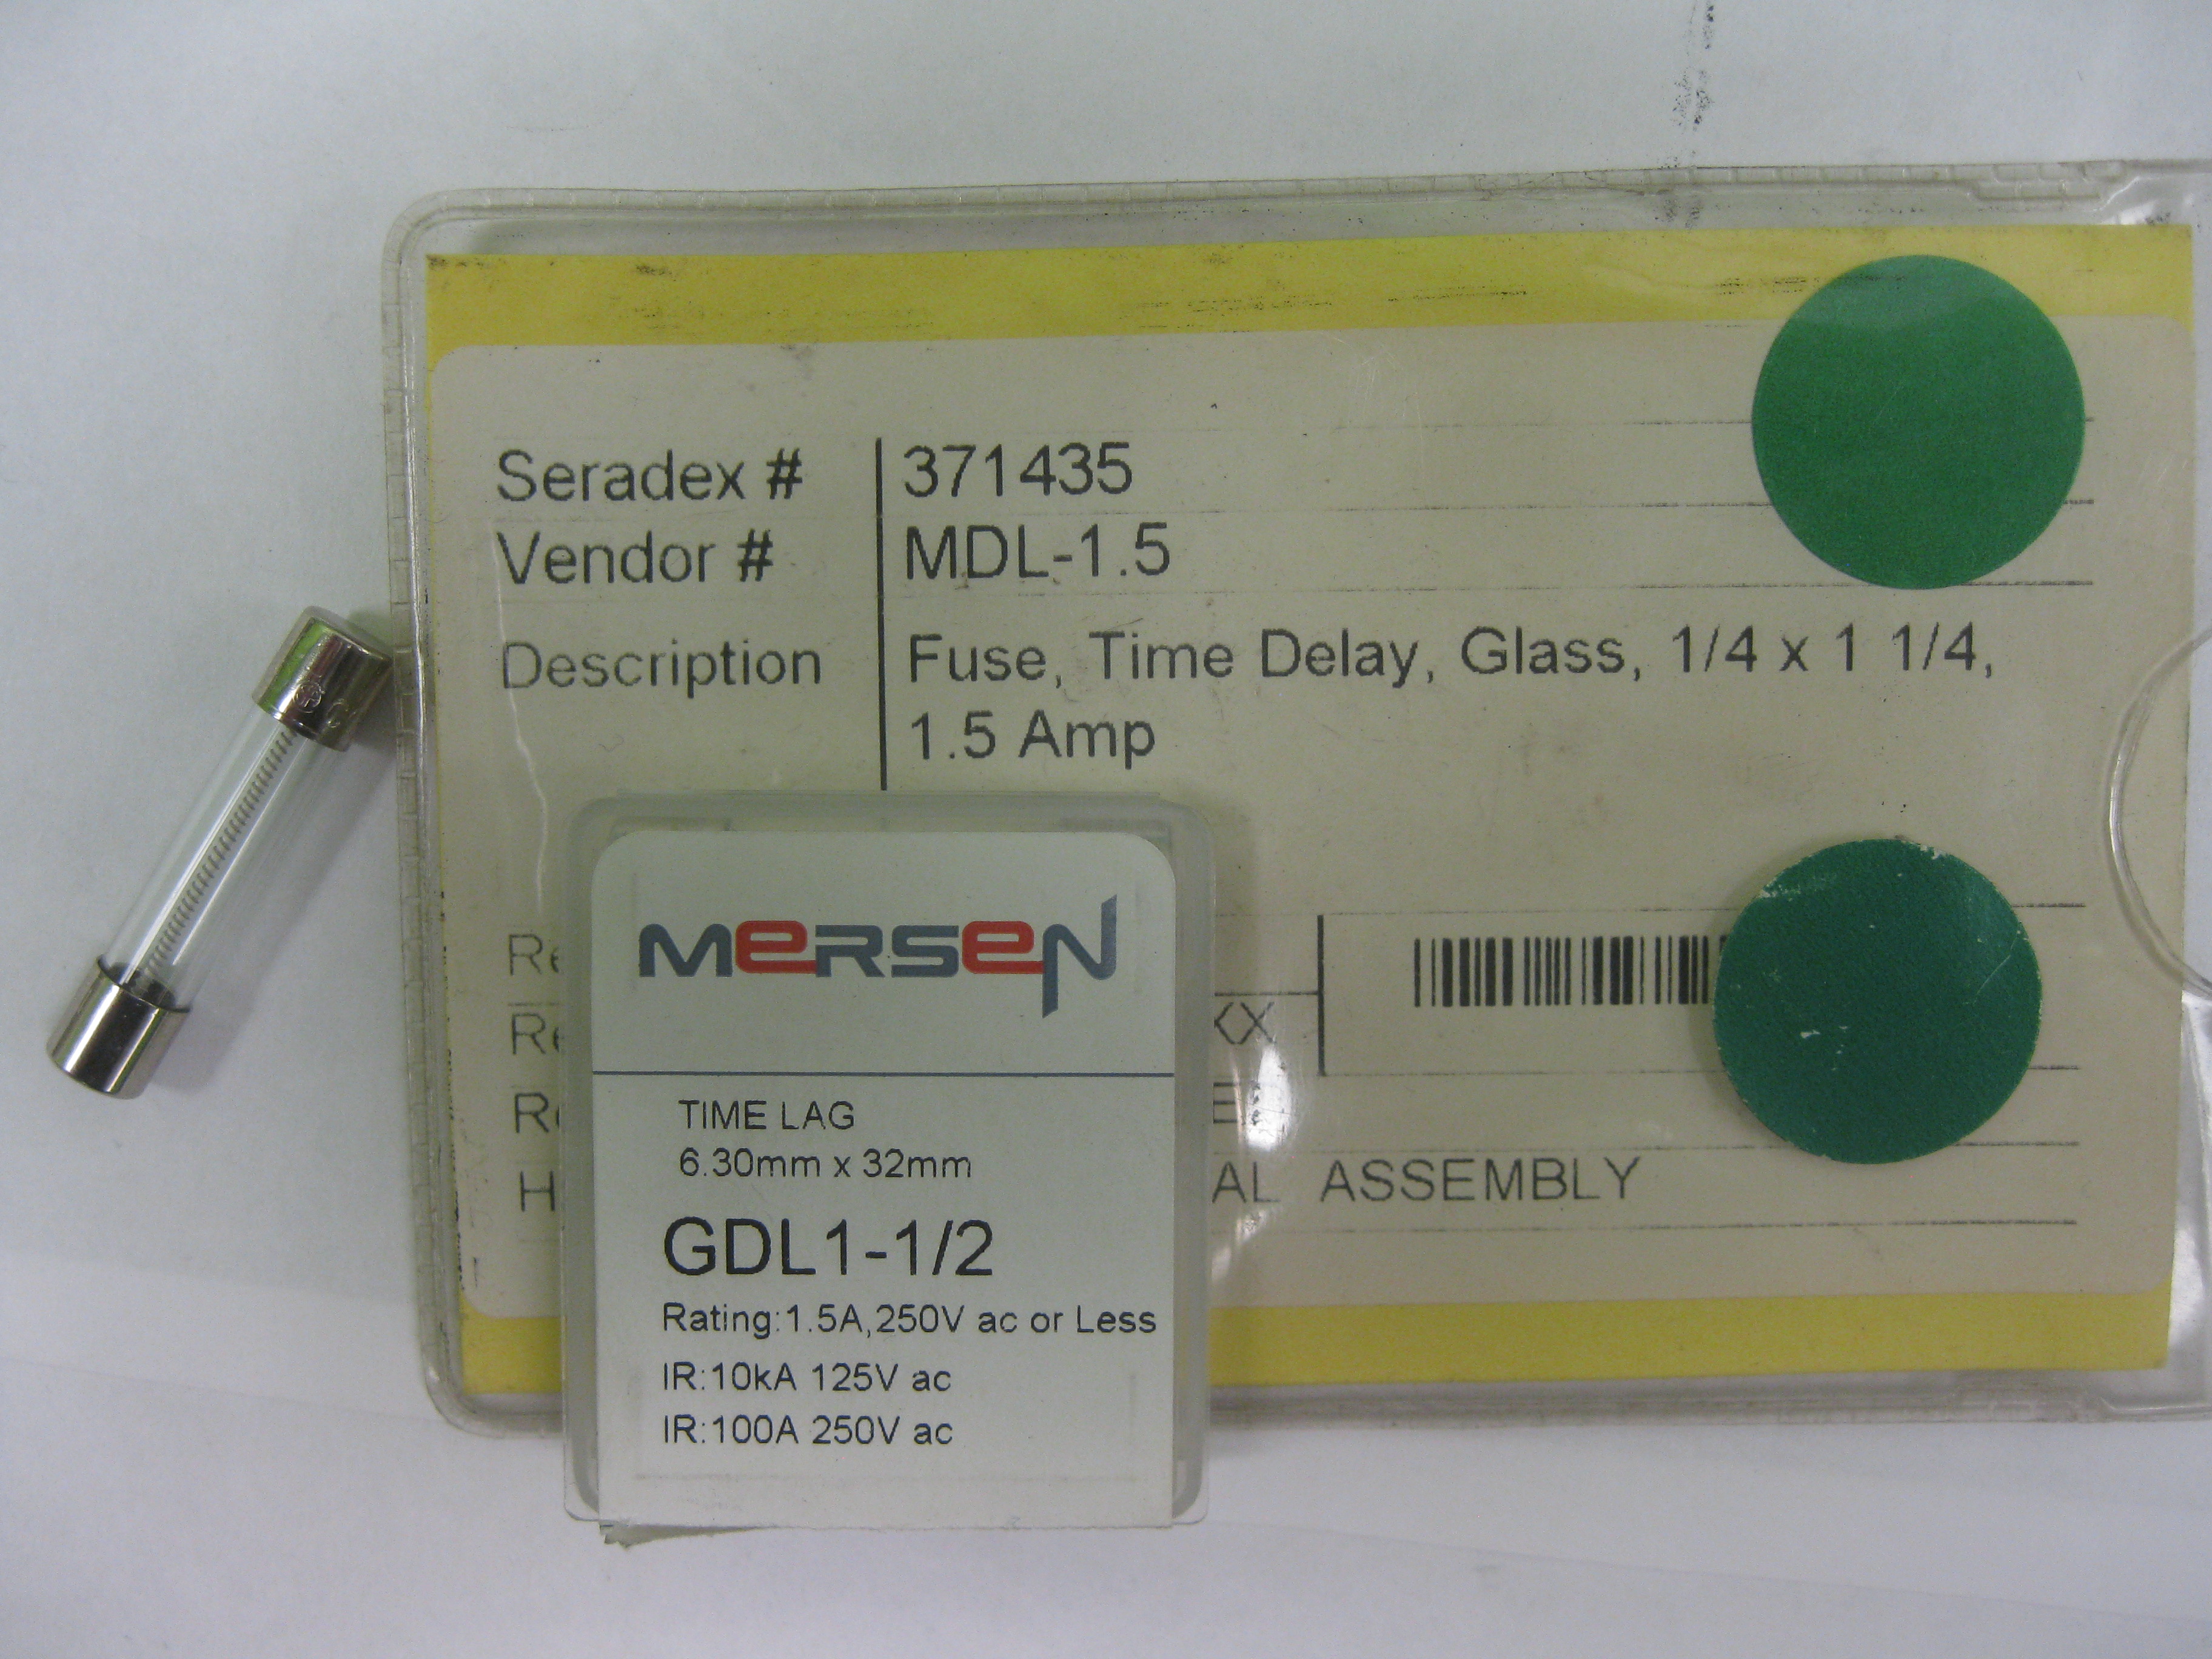 Seradex # 371435
Vendor # MDL-1.5
Description Fuse, Time Delay, Glass, 1/4 x 1 1/4,
1.5 Amp
MERSEN
TIME LAG
6.30mm x 32mm
GDL1-1/2
Rating:1.5A,250V ac or Less
IR:10kA 125V ac
IR:100A 250V ac
ASSEMBLY